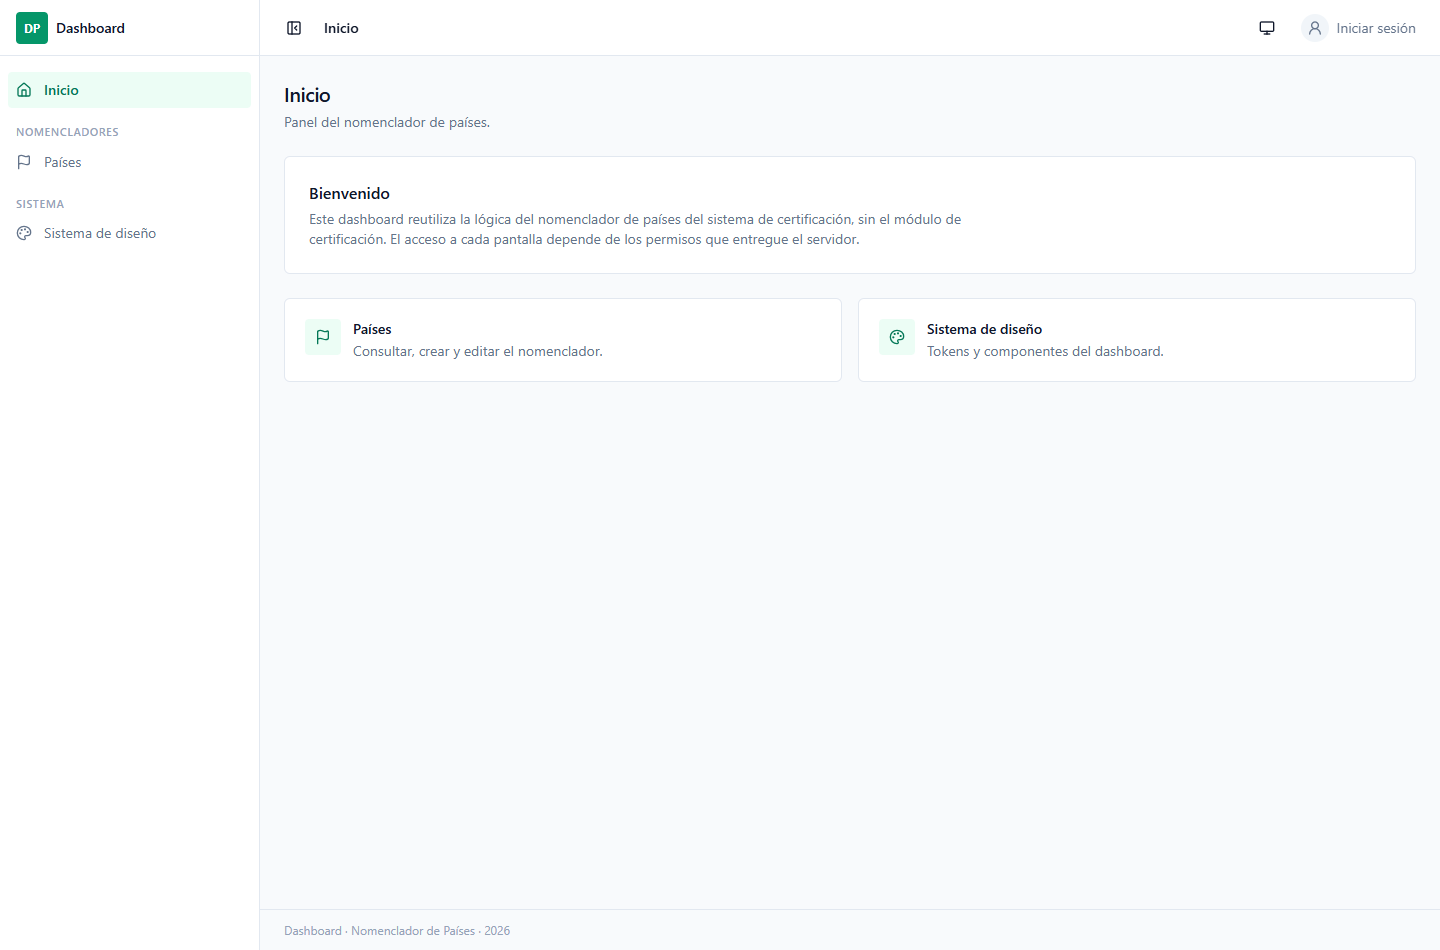 DP Dashboard
Inicio
Iniciar sesión
Inicio
NOMENCLADORES
Países
SISTEMA
Sistema de diseño
Inicio
Panel del nomenclador de países.
Bienvenido
Este dashboard reutiliza la lógica del nomenclador de países del sistema de certificación, sin el módulo de
certificación. El acceso a cada pantalla depende de los permisos que entregue el servidor.
Países
Consultar, crear y editar el nomenclador.
Sistema de diseño
Tokens y componentes del dashboard.
Dashboard · Nomenclador de Países · 2026